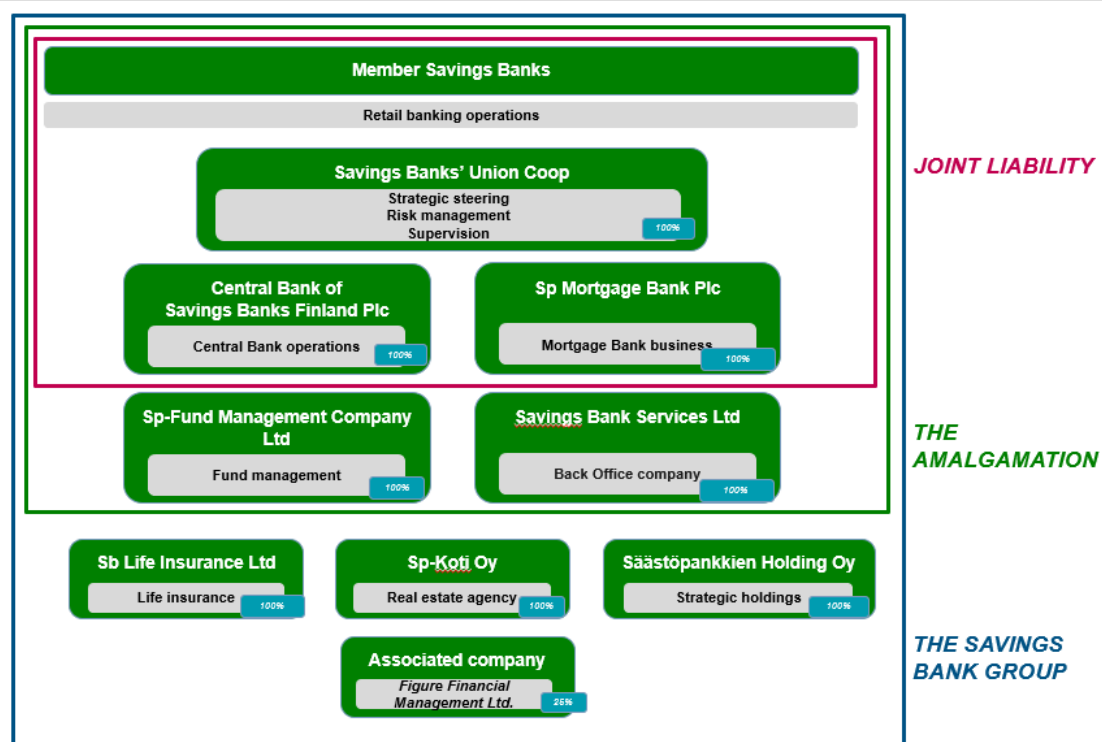 Member Savings Banks
Retail banking operations
JOINT LIABILITY
Savings Banks' Union Coop
Strategic steering
Risk management
Supervision
100%
Central Bank of
Savings Banks Finland Plc
Central Bank operations
100%
Sp Mortgage Bank Plc
Mortgage Bank business
100%
Sp-Fund Management Company
Ltd
Fund management
100%
Savings Bank Services Ltd
Back Office company
100%
THE
AMALGAMATION
Sb Life Insurance Ltd
Life insurance
100%
Sp-Koti Oy
Real estate agency
100%
Säästöpankkien Holding Oy
Strategic holdings
100%
Associated company
Figure Financial
Management Ltd.
25%
THE SAVINGS
BANK GROUP